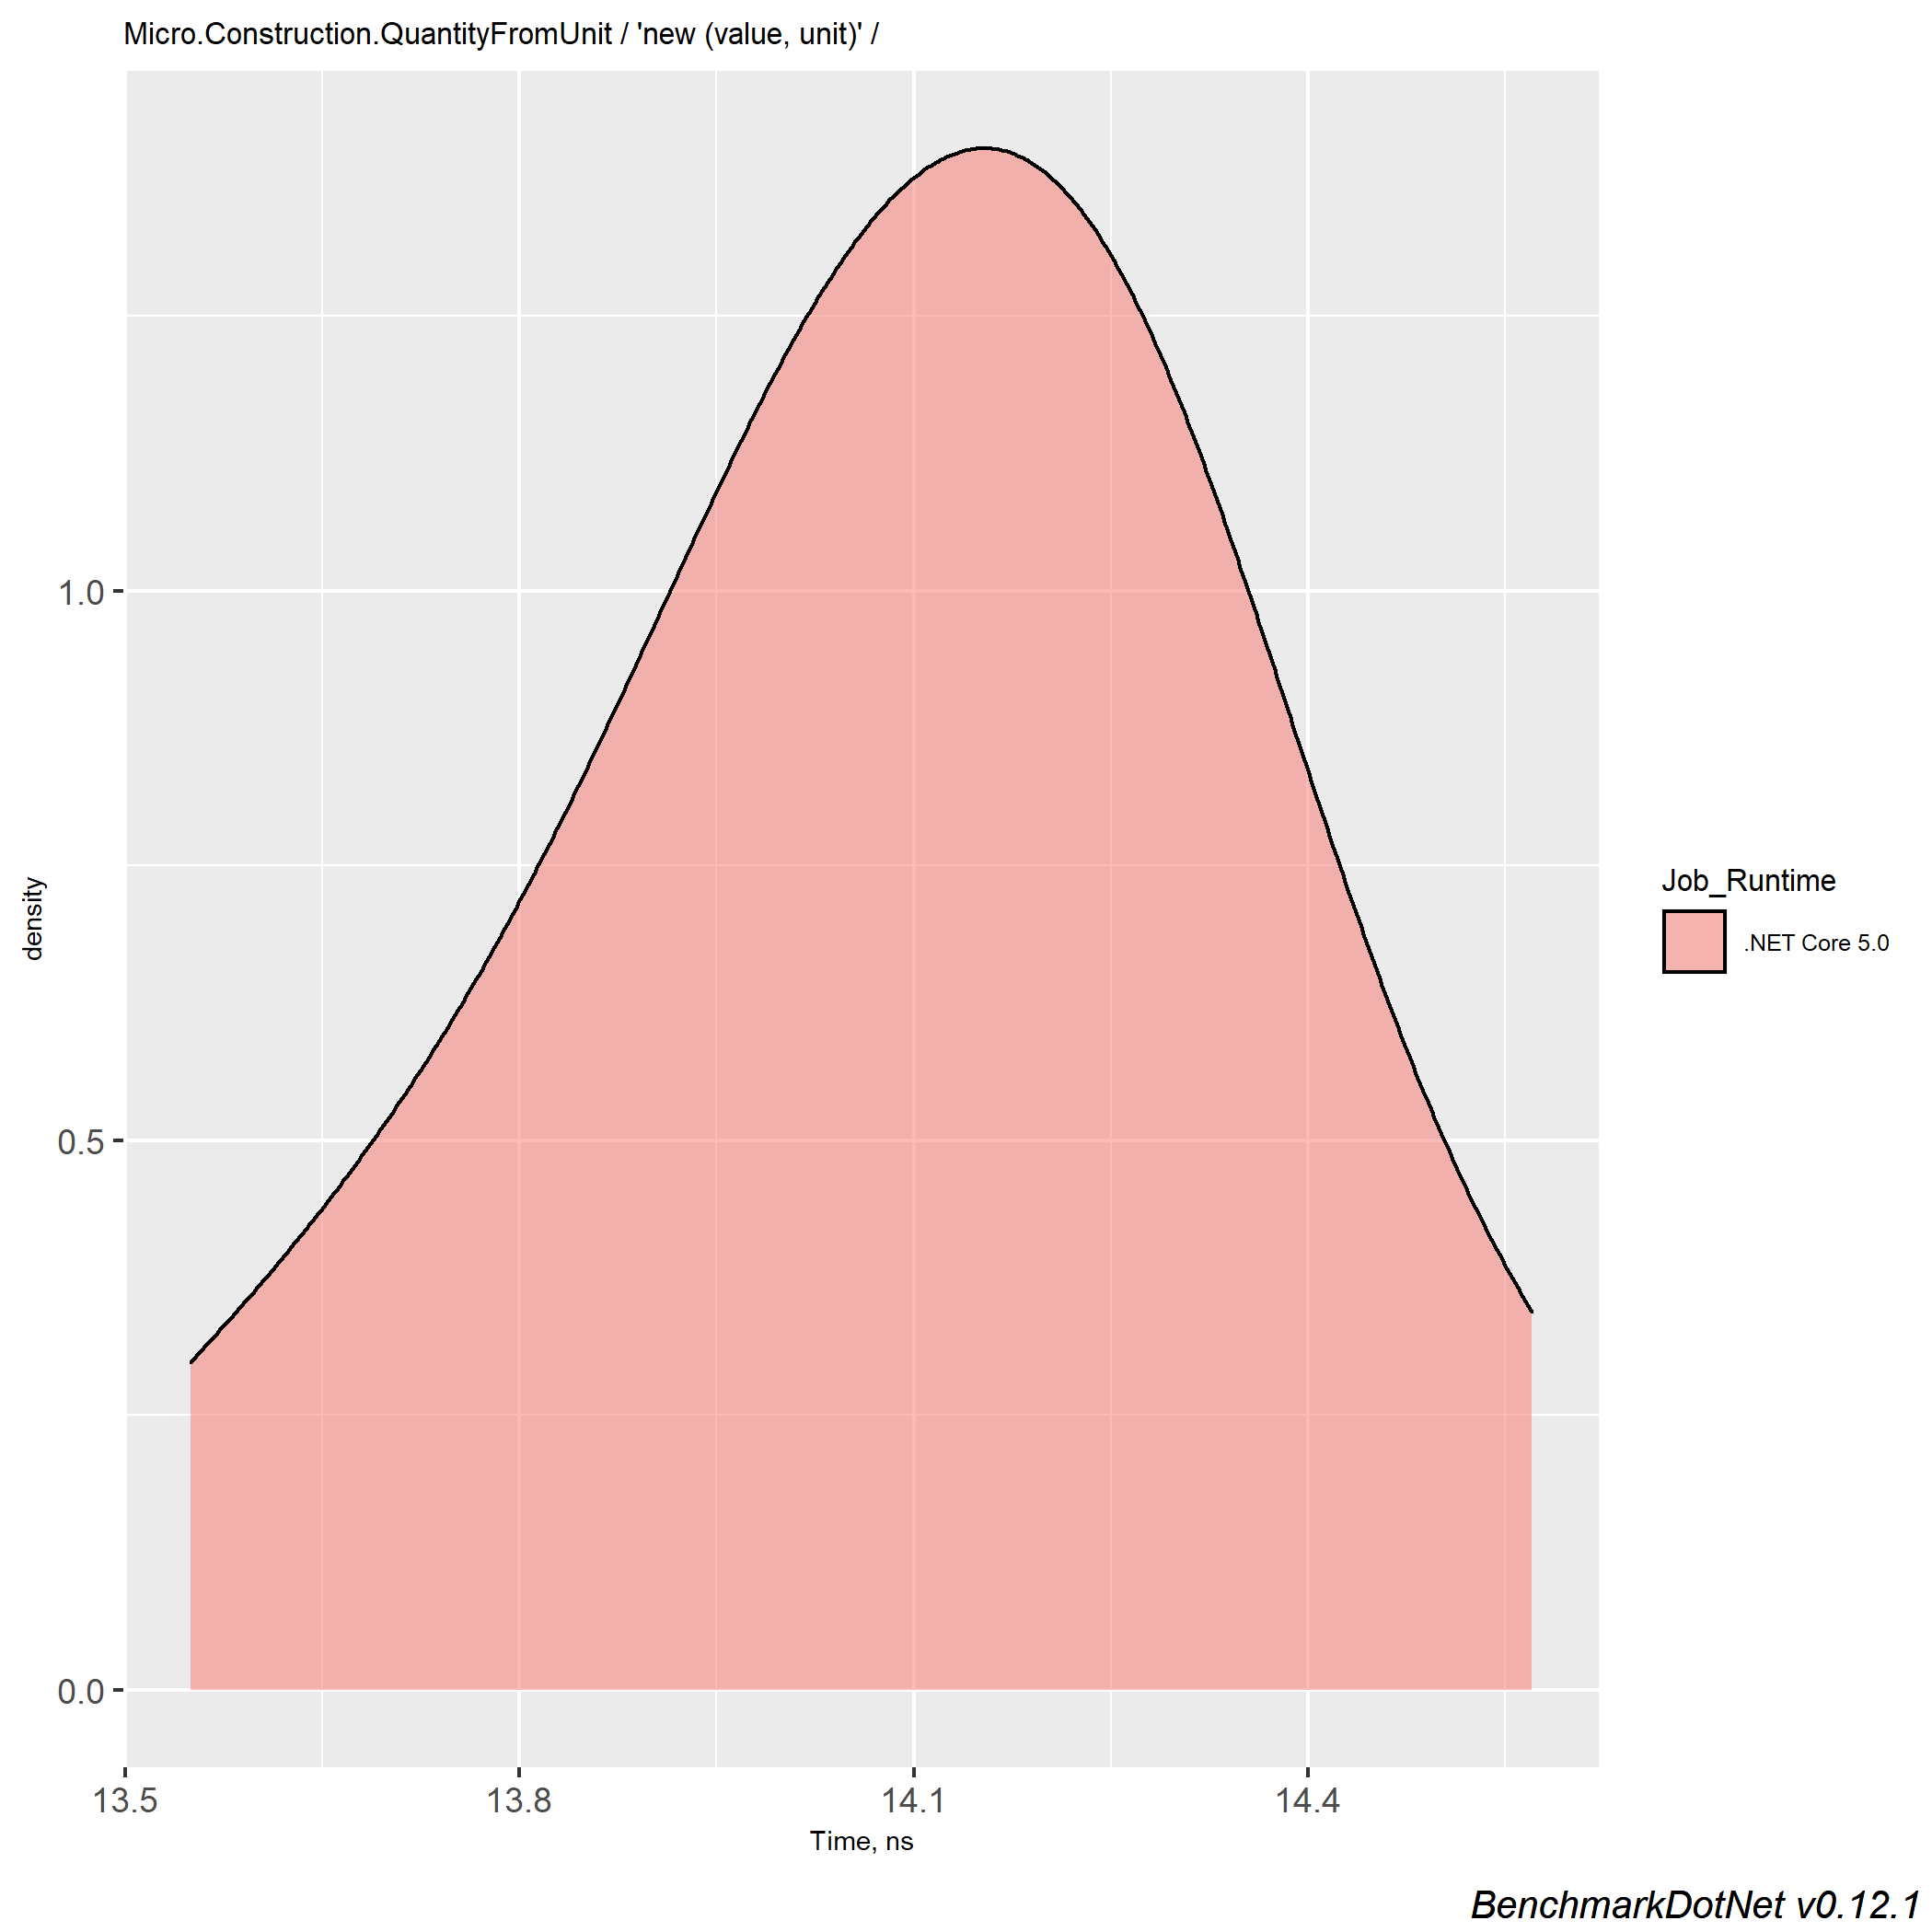 Micro.Construction.QuantityFromUnit / 'new (value, unit)' /
density
1.0
0.5
0.0
13.5 13.8 14.1 14.4
Time, ns
Job_Runtime
.NET Core 5.0
BenchmarkDotNet v0.12.1